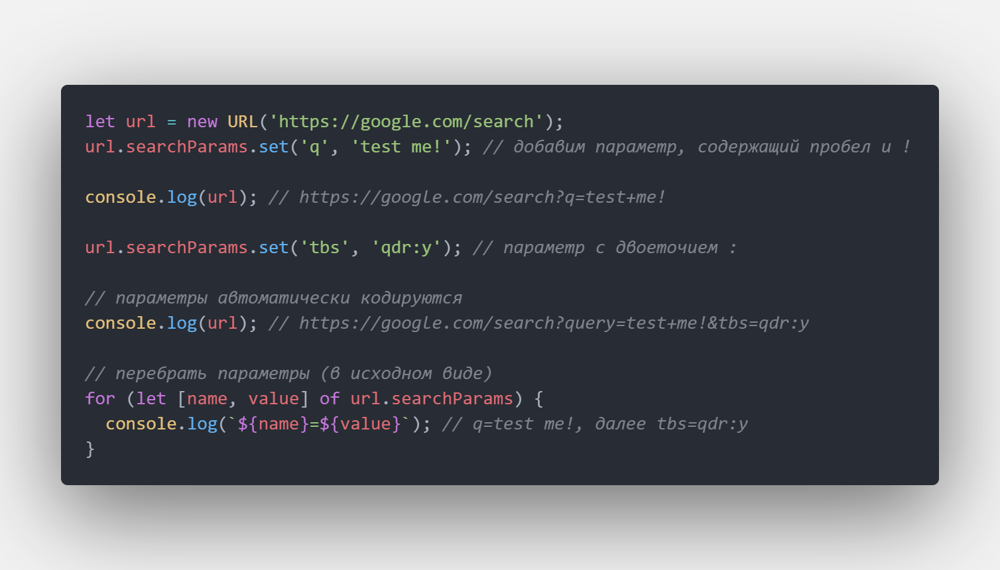 let url = new URL('https://google.com/search');
url.searchParams.set('q', 'test me!'); // добавим параметр, содержащий пробел и !
console.log(url); // https://google.com/search?q=test+me!
url.searchParams.set('tbs', 'qdr:y'); // параметр с двоеточием :
// параметры автоматически кодируются
console.log(url); // https://google.com/search?query=test+me!&tbs=qdr:y
// перебрать параметры (в исходном виде)
for (let [name, value] of url.searchParams) {
  console.log(`${name}=${value}`); // q=test me!, далее tbs=qdr:y
}